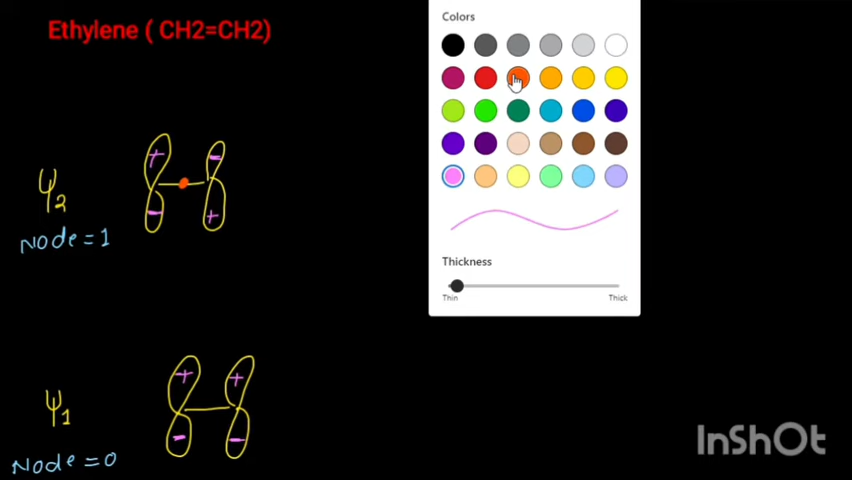 Ethylene ( CH2=CH2)
Colors
+ -
ψ2
- +
Node = 1
Thickness
Thin Thick
+ +
ψ1
- -
Node = 0
InShOt